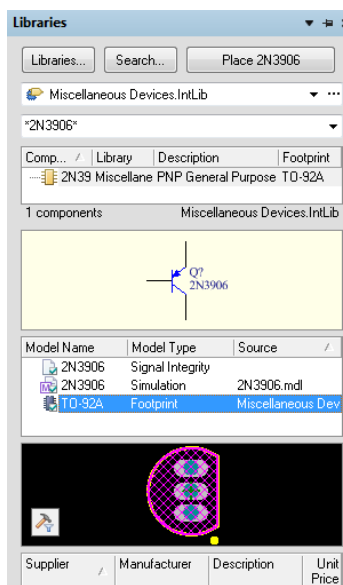 Libraries
Libraries... Search... Place 2N3906
Miscellaneous Devices.IntLib ...
*2N3906*
Comp... Library Description Footprint
2N39 Miscellane PNP General Purpose TO-92A
1 components Miscellaneous Devices.IntLib
Q?
2N3906
Model Name Model Type Source
2N3906 Signal Integrity
2N3906 Simulation 2N3906.mdl
TO-92A Footprint Miscellaneous Dev
Supplier Manufacturer Description Unit
Price